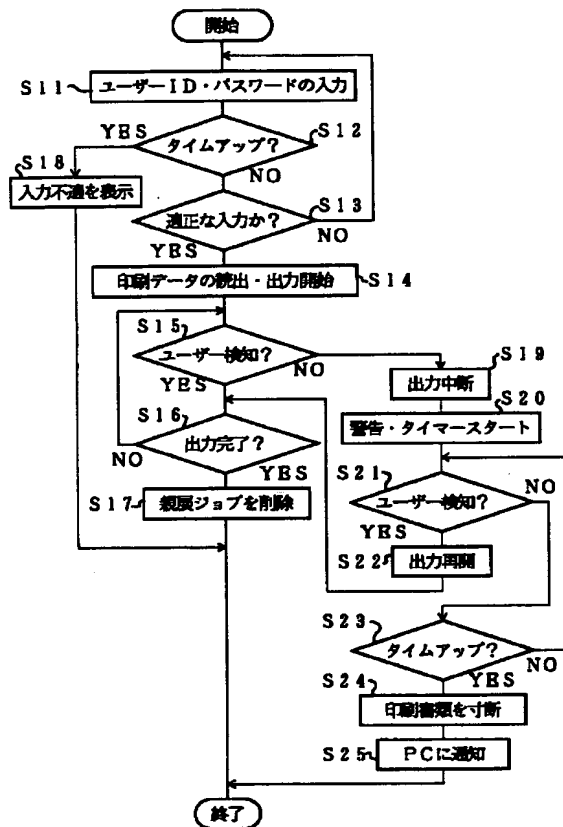 開始
S11
ユーザーID・パスワードの入力
YES
タイムアップ?
S12
S18
NO
入力不適を表示
適正な入力か?
S13
YES
NO
印刷データの読出・出力開始
S14
S15
ユーザー検知?
NO
YES
S19
出力中断
S20
S16
出力完了?
警告・タイマースタート
NO
YES
S21
ユーザー検知?
NO
S17
親展ジョブを削除
YES
S22
出力再開
S23
タイムアップ?
NO
YES
S24
印刷書類を寸断
S25
PCに通知
終了